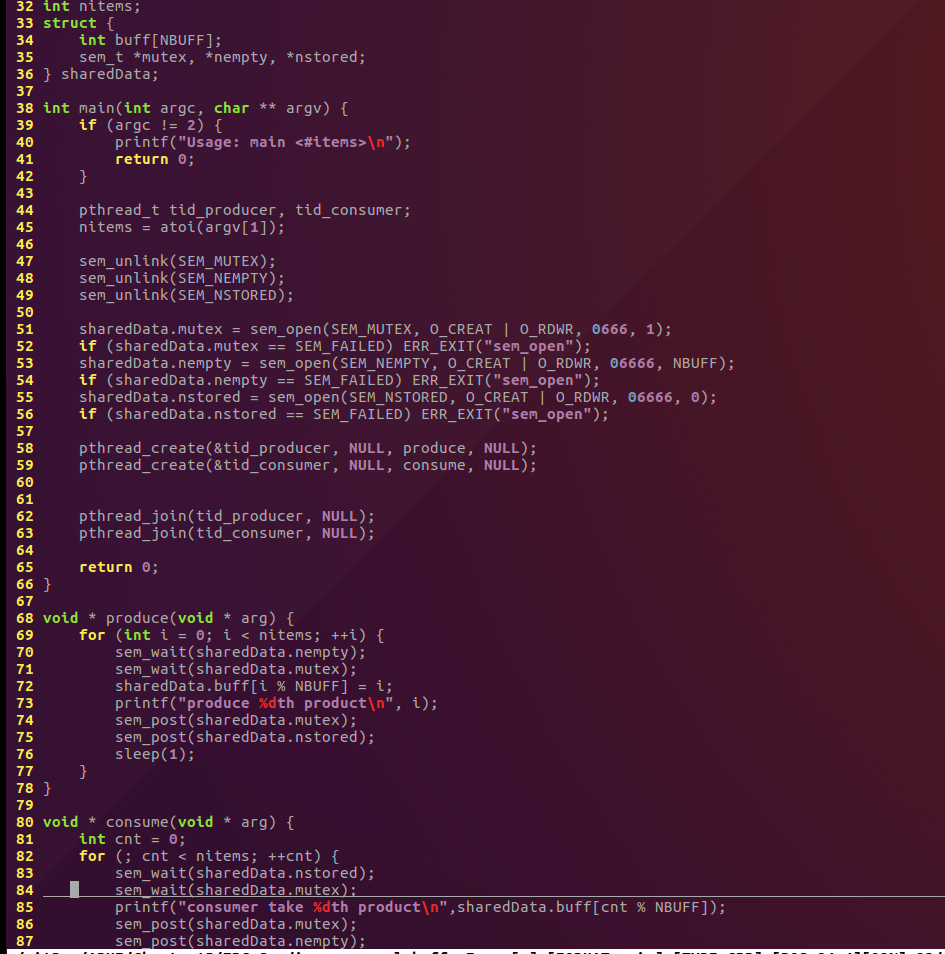 32 int nitems;
33 struct {
34     int buff[NBUFF];
35     sem_t *mutex, *nempty, *nstored;
36 } sharedData;
37
38 int main(int argc, char ** argv) {
39     if (argc != 2) {
40         printf("Usage: main <#items>\n");
41         return 0;
42     }
43
44     pthread_t tid_producer, tid_consumer;
45     nitems = atoi(argv[1]);
46
47     sem_unlink(SEM_MUTEX);
48     sem_unlink(SEM_NEMPTY);
49     sem_unlink(SEM_NSTORED);
50
51     sharedData.mutex = sem_open(SEM_MUTEX, O_CREAT | O_RDWR, 0666, 1);
52     if (sharedData.mutex == SEM_FAILED) ERR_EXIT("sem_open");
53     sharedData.nempty = sem_open(SEM_NEMPTY, O_CREAT | O_RDWR, 06666, NBUFF);
54     if (sharedData.nempty == SEM_FAILED) ERR_EXIT("sem_open");
55     sharedData.nstored = sem_open(SEM_NSTORED, O_CREAT | O_RDWR, 06666, 0);
56     if (sharedData.nstored == SEM_FAILED) ERR_EXIT("sem_open");
57
58     pthread_create(&tid_producer, NULL, produce, NULL);
59     pthread_create(&tid_consumer, NULL, consume, NULL);
60
61
62     pthread_join(tid_producer, NULL);
63     pthread_join(tid_consumer, NULL);
64
65     return 0;
66 }
67
68 void * produce(void * arg) {
69     for (int i = 0; i < nitems; ++i) {
70         sem_wait(sharedData.nempty);
71         sem_wait(sharedData.mutex);
72         sharedData.buff[i % NBUFF] = i;
73         printf("produce %dth product\n", i);
74         sem_post(sharedData.mutex);
75         sem_post(sharedData.nstored);
76         sleep(1);
77     }
78 }
79
80 void * consume(void * arg) {
81     int cnt = 0;
82     for (; cnt < nitems; ++cnt) {
83         sem_wait(sharedData.nstored);
84         sem_wait(sharedData.mutex);
85         printf("consumer take %dth product\n",sharedData.buff[cnt % NBUFF]);
86         sem_post(sharedData.mutex);
87         sem_post(sharedData.nempty);